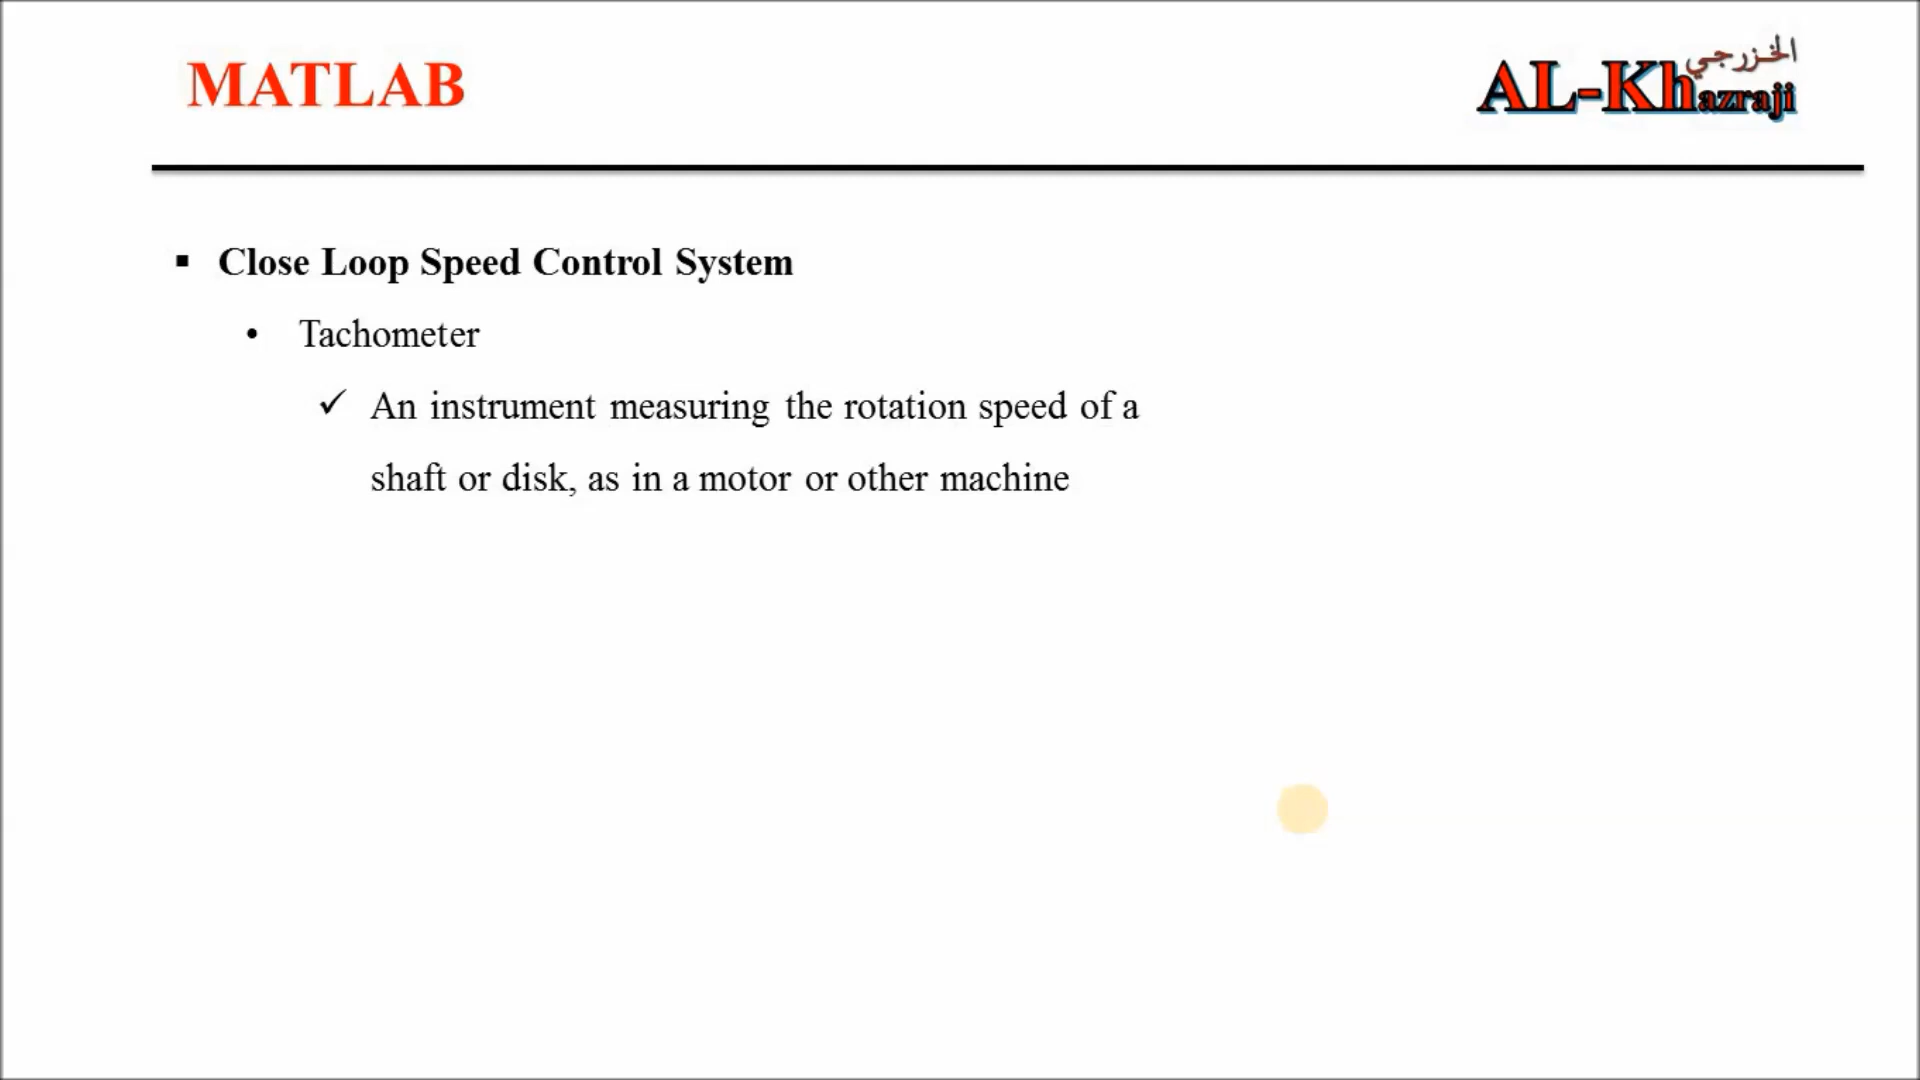 MATLAB
الخزرجي
AL-Khazraji
▪ Close Loop Speed Control System
• Tachometer
✓ An instrument measuring the rotation speed of a
shaft or disk, as in a motor or other machine